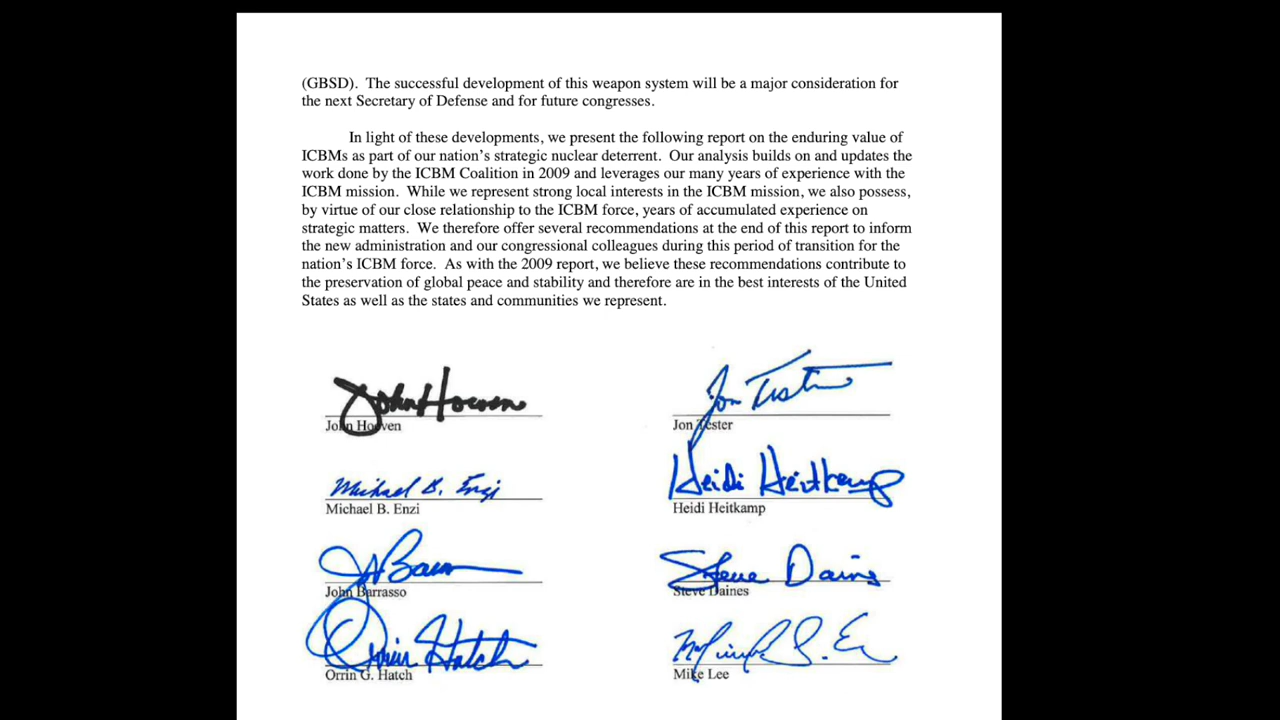 (GBSD). The successful development of this weapon system will be a major consideration for
the next Secretary of Defense and for future congresses.
In light of these developments, we present the following report on the enduring value of
ICBMs as part of our nation's strategic nuclear deterrent. Our analysis builds on and updates the
work done by the ICBM Coalition in 2009 and leverages our many years of experience with the
ICBM mission. While we represent strong local interests in the ICBM mission, we also possess,
by virtue of our close relationship to the ICBM force, years of accumulated experience on
strategic matters. We therefore offer several recommendations at the end of this report to inform
the new administration and our congressional colleagues during this period of transition for the
nation's ICBM force. As with the 2009 report, we believe these recommendations contribute to
the preservation of global peace and stability and therefore are in the best interests of the United
States as well as the states and communities we represent.
John Hoeven
Jon Tester
John Hoeven
Jon Tester
Michael B. Enzi
Heidi Heitkamp
Michael B. Enzi
Heidi Heitkamp
Steve Daines
John Barrasso
Steve Daines
Orrin Hatch
Orrin G. Hatch
Mike Lee